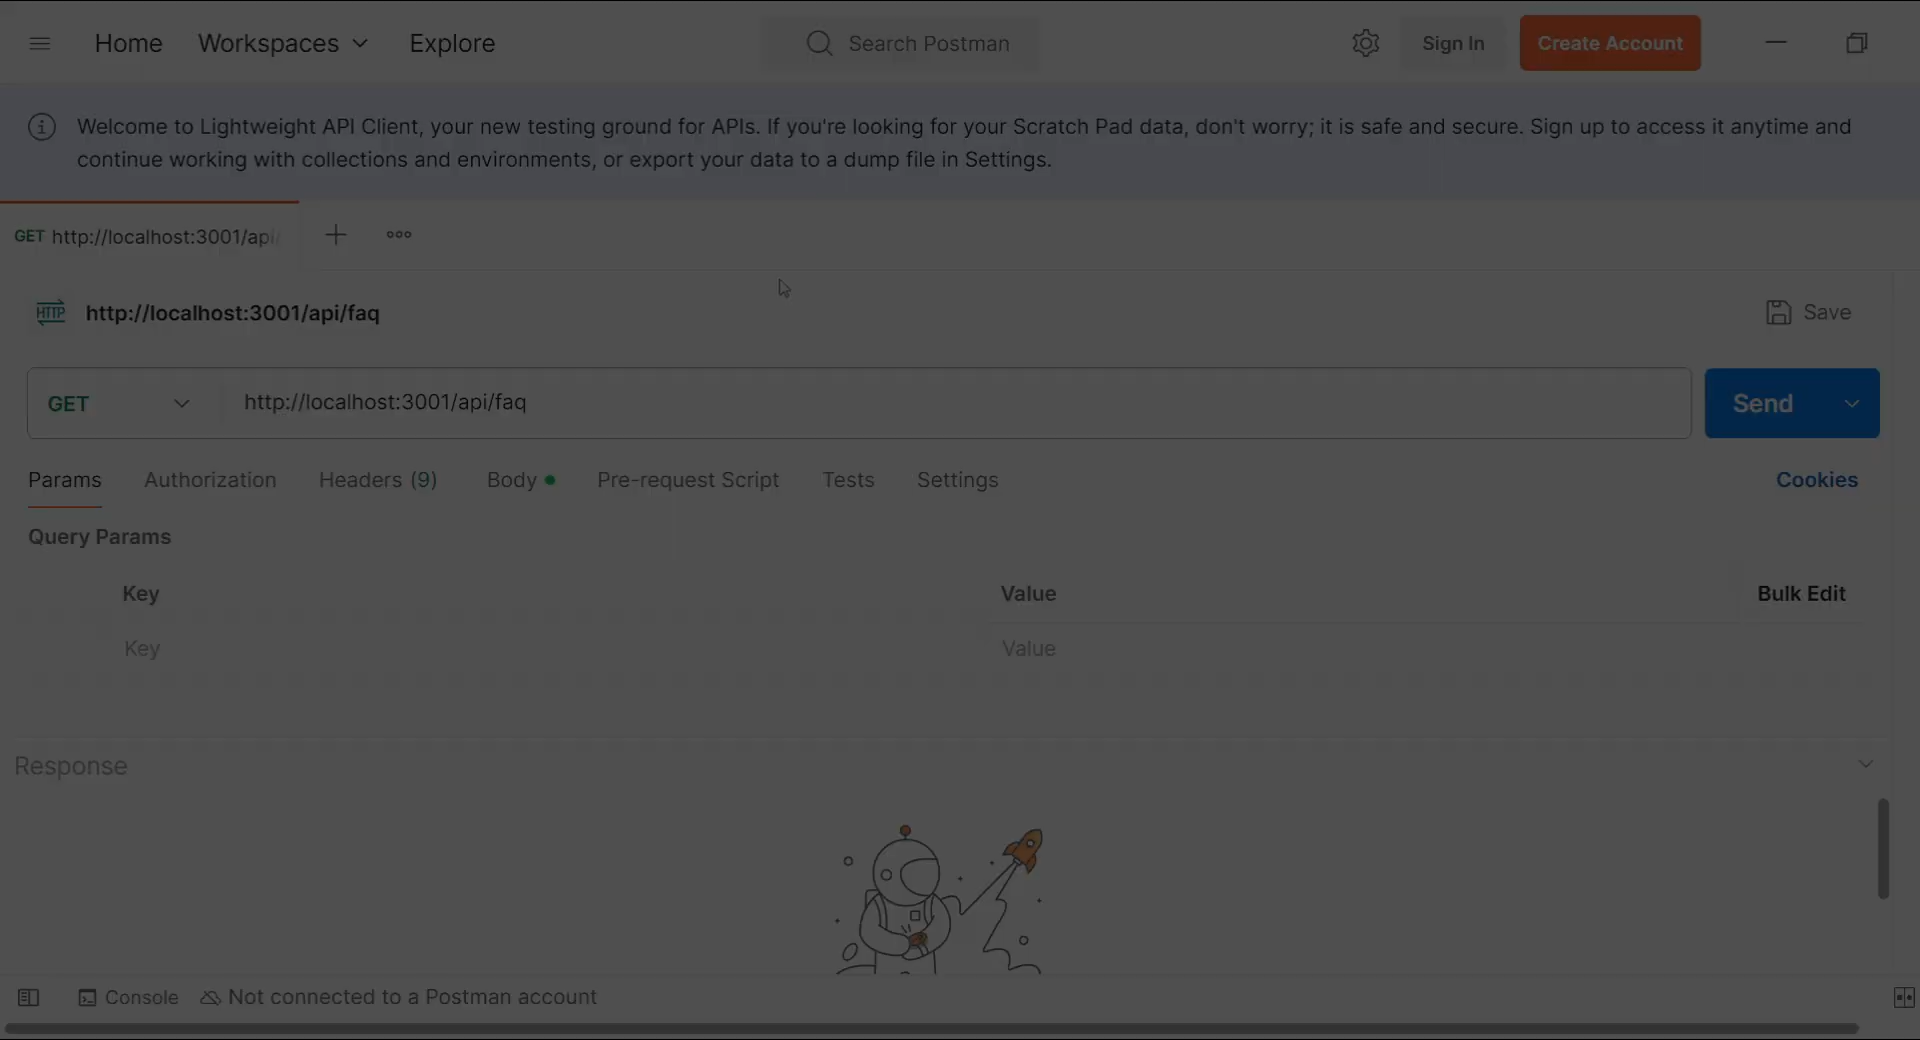 Home Workspaces Explore Search Postman Sign In Create Account
Welcome to Lightweight API Client, your new testing ground for APIs. If you're looking for your Scratch Pad data, don't worry; it is safe and secure. Sign up to access it anytime and
continue working with collections and environments, or export your data to a dump file in Settings.
GET http://localhost:3001/api/
HTTP http://localhost:3001/api/faq Save
GET http://localhost:3001/api/faq Send
Params Authorization Headers (9) Body Pre-request Script Tests Settings Cookies
Query Params
Key Value Bulk Edit
Key Value
Response
Console Not connected to a Postman account